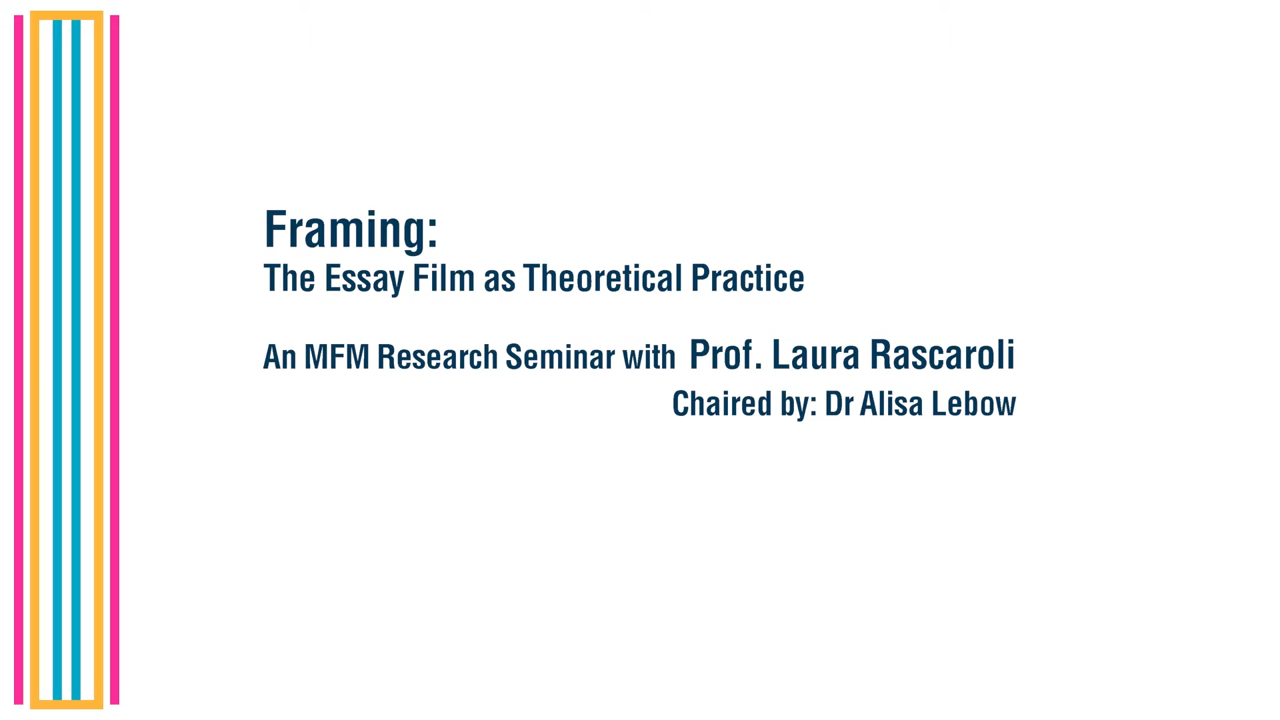 Framing:
The Essay Film as Theoretical Practice
An MFM Research Seminar with Prof. Laura Rascaroli
Chaired by: Dr Alisa Lebow